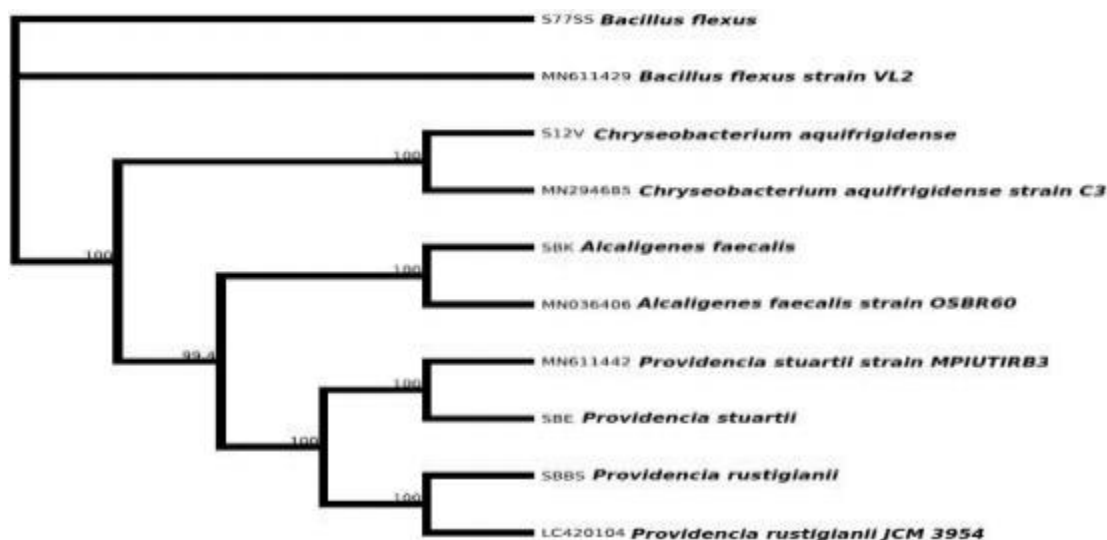 S77SS Bacillus flexus
MN611429 Bacillus flexus strain VL2
S12V Chryseobacterium aquifrigidense
100
MN294685 Chryseobacterium aquifrigidense strain C3
SBK Alcaligenes faecalis
100
100
MN036406 Alcaligenes faecalis strain OSBR60
99.4
MN611442 Providencia stuartii strain MPIUTIRB3
100
SBE Providencia stuartii
100
SBBS Providencia rustigianii
100
LC420104 Providencia rustigianii JCM 3954